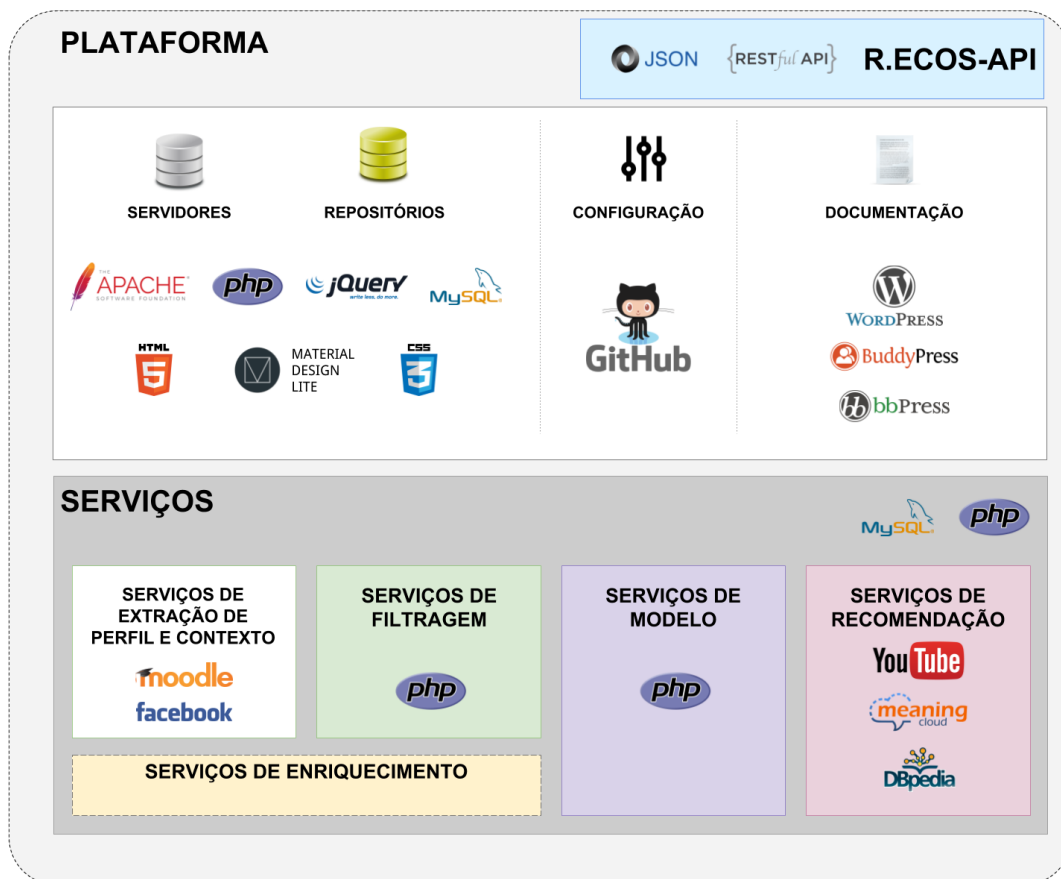 PLATAFORMA
JSON
{RESTful API}
R.ECOS-API
SERVIDORES
REPOSITÓRIOS
CONFIGURAÇÃO
DOCUMENTAÇÃO
THE
APACHE
SOFTWARE FOUNDATION
php
jQuery
write less, do more.
MySQL
HTML
5
MATERIAL
DESIGN
LITE
CSS
3
GitHub
WORDPRESS
BuddyPress
bbPress
SERVIÇOS
MySQL
php
SERVIÇOS DE
EXTRAÇÃO DE
PERFIL E CONTEXTO
moodle
facebook
SERVIÇOS DE
FILTRAGEM
php
SERVIÇOS DE
MODELO
php
SERVIÇOS DE
RECOMENDAÇÃO
YouTube
meaning
cloud
DBpedia
SERVIÇOS DE ENRIQUECIMENTO